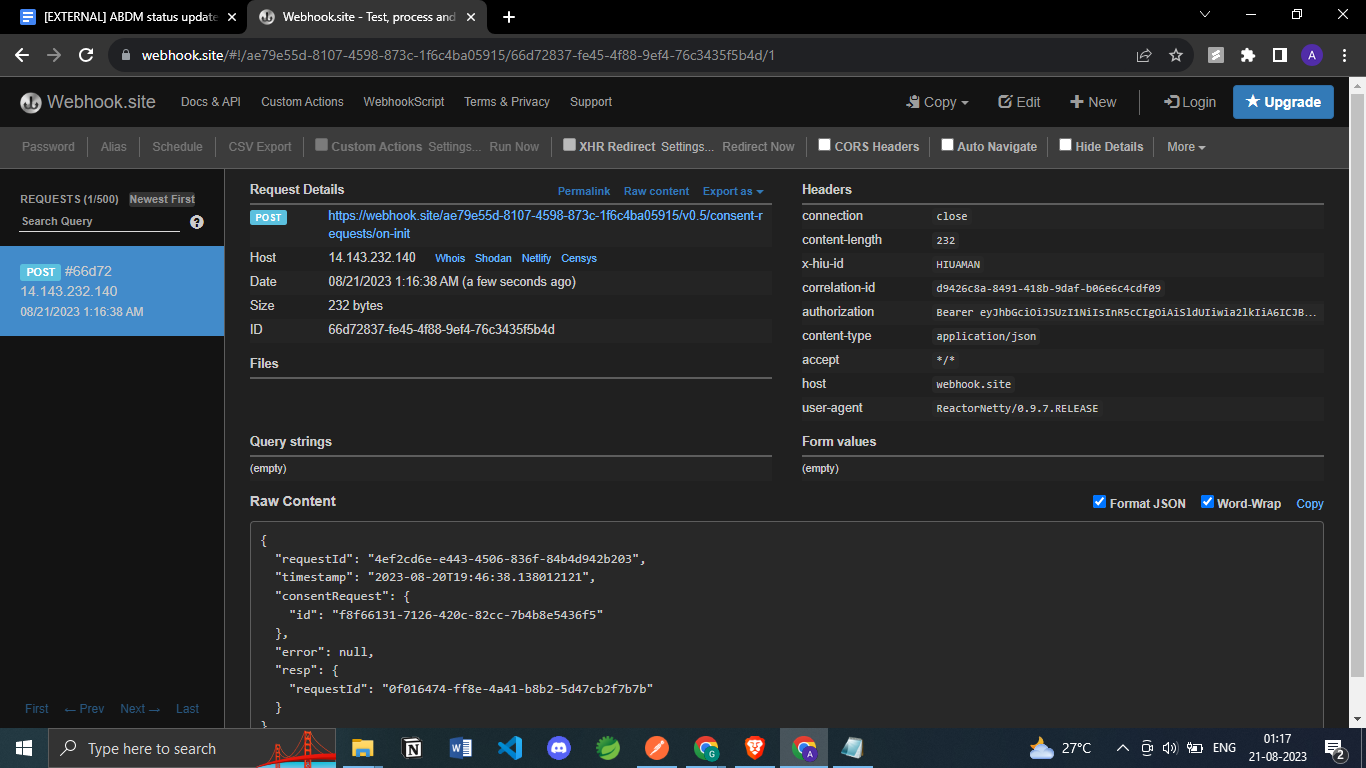 [EXTERNAL] ABDM status update
Webhook.site - Test, process and
webhook.site/#!/ae79e55d-8107-4598-873c-1f6c4ba05915/66d72837-fe45-4f88-9ef4-76c3435f5b4d/1
A
Webhook.site Docs & API Custom Actions WebhookScript Terms & Privacy Support Copy Edit New Login Upgrade
Password Alias Schedule CSV Export Custom Actions Settings... Run Now XHR Redirect Settings... Redirect Now CORS Headers Auto Navigate Hide Details More
REQUESTS (1/500) Newest First
Search Query
POST #66d72
14.143.232.140
08/21/2023 1:16:38 AM
First ← Prev Next → Last
Request Details Permalink Raw content Export as
POST https://webhook.site/ae79e55d-8107-4598-873c-1f6c4ba05915/v0.5/consent-r
equests/on-init
Host 14.143.232.140 Whois Shodan Netlify Censys
Date 08/21/2023 1:16:38 AM (a few seconds ago)
Size 232 bytes
ID 66d72837-fe45-4f88-9ef4-76c3435f5b4d
Files
Headers
connection close
content-length 232
x-hiu-id HIUAMAN
correlation-id d9426c8a-8491-418b-9daf-b06e6c4cdf09
authorization Bearer eyJhbGciOiJSUzI1NiIsInR5cCIgOiAiSldUIiwia2lkIiA6ICJB...
content-type application/json
accept */*
host webhook.site
user-agent ReactorNetty/0.9.7.RELEASE
Query strings
(empty)
Form values
(empty)
Raw Content Format JSON Word-Wrap Copy
{
"requestId": "4ef2cd6e-e443-4506-836f-84b4d942b203",
"timestamp": "2023-08-20T19:46:38.138012121",
"consentRequest": {
"id": "f8f66131-7126-420c-82cc-7b4b8e5436f5"
},
"error": null,
"resp": {
"requestId": "0f016474-ff8e-4a41-b8b2-5d47cb2f7b7b"
}
}
Type here to search
27°C
ENG
01:17
21-08-2023
2